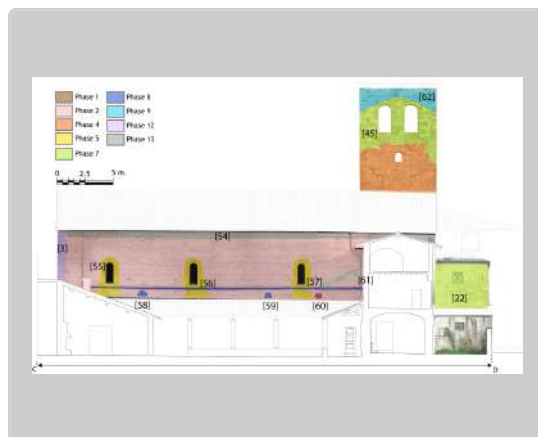 Phase 1
Phase 2
Phase 4
Phase 5
Phase 7
Phase 8
Phase 9
Phase 12
Phase 13
0 2.5 5 m.
[62]
[45]
[3]
[54]
[55]
[56]
[57]
[61]
[58]
[59]
[60]
[22]
C
D